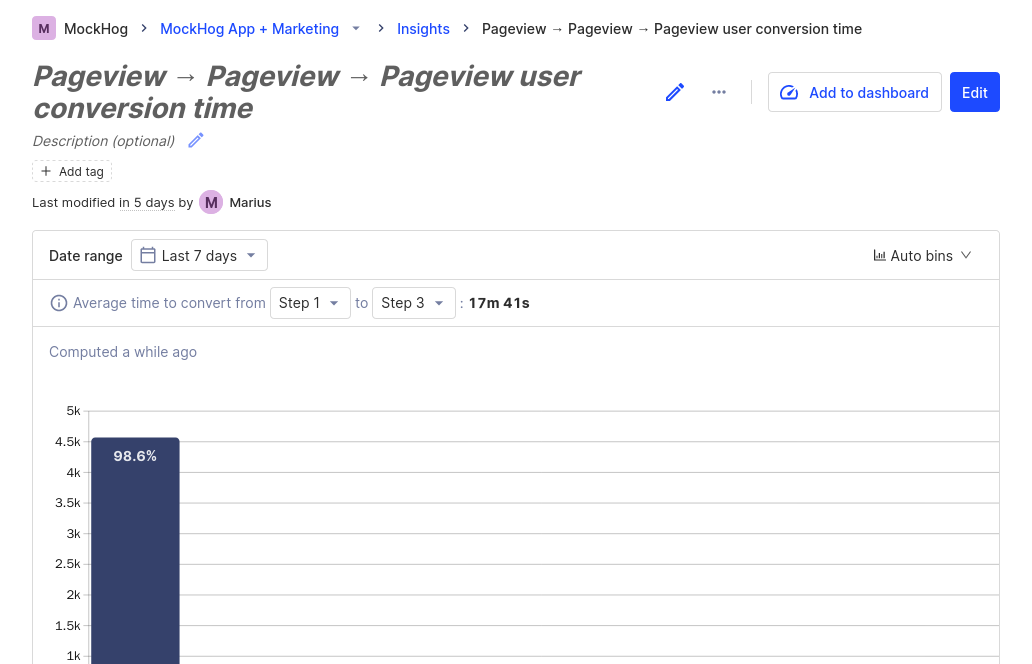 M MockHog > MockHog App + Marketing > Insights > Pageview → Pageview → Pageview user conversion time
Pageview → Pageview → Pageview user
conversion time
Add to dashboard
Edit
Description (optional)
+ Add tag
Last modified in 5 days by M Marius
Date range Last 7 days Auto bins
Average time to convert from Step 1 to Step 3 : 17m 41s
Computed a while ago
5k
4.5k
98.6%
4k
3.5k
3k
2.5k
2k
1.5k
1k